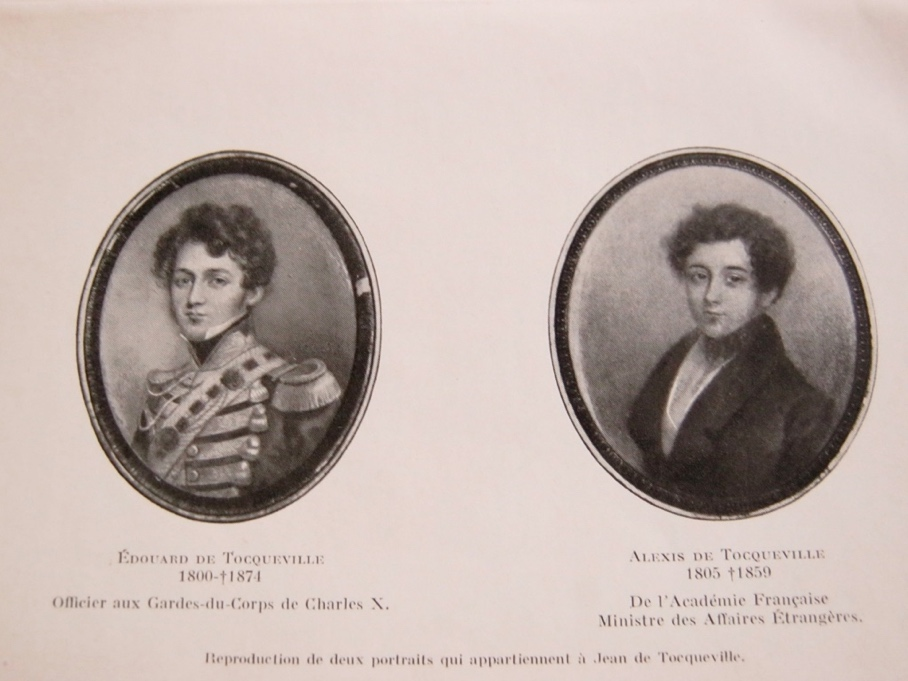 ÉDOUARD DE TOCQUEVILLE
1800-†1874
Officier aux Gardes-du-Corps de Charles X.
ALEXIS DE TOCQUEVILLE
1805 †1859
De l'Académie Française
Ministre des Affaires Étrangères.
Reproduction de deux portraits qui appartiennent à Jean de Tocqueville.